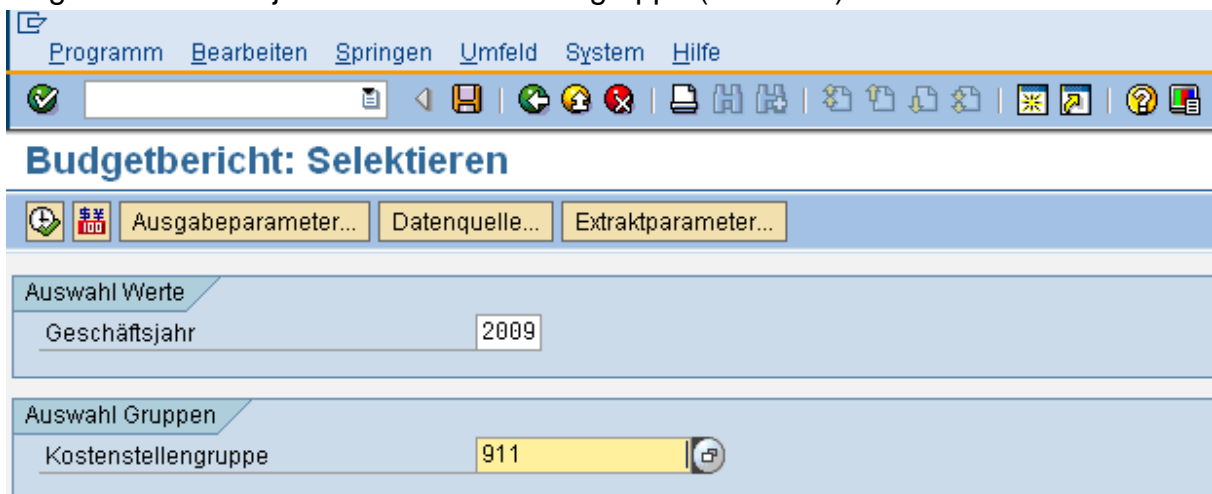 Programm Bearbeiten Springen Umfeld System Hilfe
Budgetbericht: Selektieren
Ausgabeparameter... Datenquelle... Extraktparameter...
Auswahl Werte
Geschäftsjahr 2009
Auswahl Gruppen
Kostenstellengruppe 911